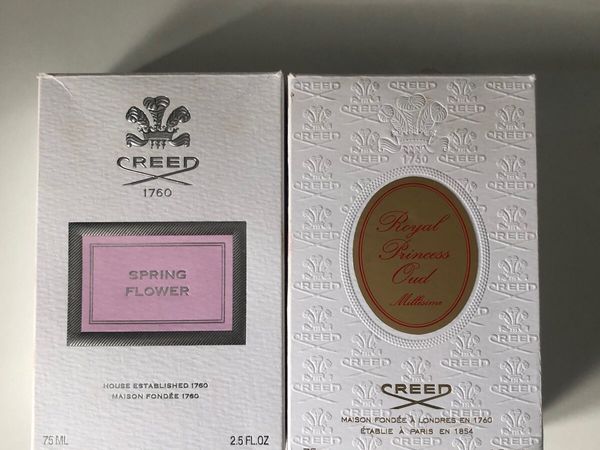 CREED
1760
SPRING
FLOWER
HOUSE ESTABLISHED 1760
MAISON FONDÉE 1760
75 ML 2.5 FL.OZ
1760
Royal
Princess
Oud
Millésime
CREED
MAISON FONDÉE À LONDRES EN 1760
ÉTABLIE À PARIS EN 1854